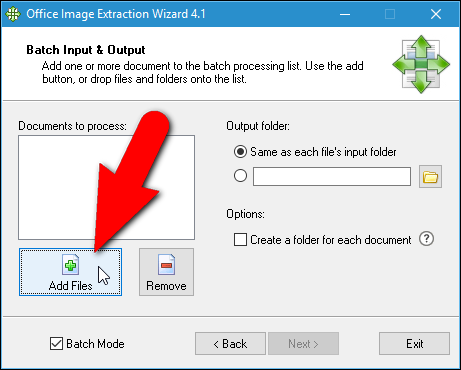 Office Image Extraction Wizard 4.1
Batch Input & Output
Add one or more document to the batch processing list. Use the add
button, or drop files and folders onto the list.
Documents to process:
Output folder:
Same as each file's input folder
Options:
Create a folder for each document
?
Add Files
Remove
Batch Mode
< Back
Next >
Exit